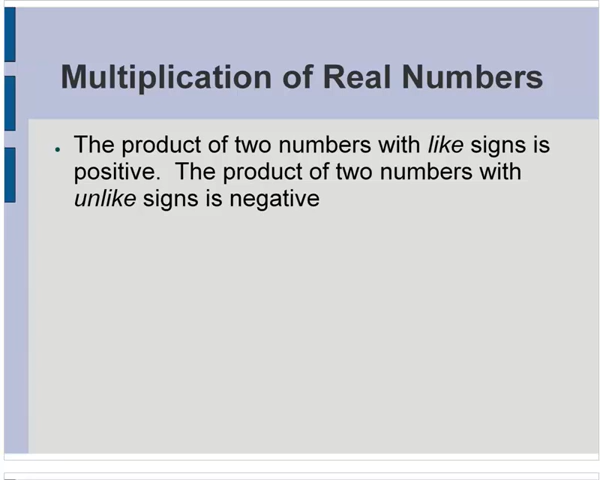 Multiplication of Real Numbers
• The product of two numbers with like signs is
positive.  The product of two numbers with
unlike signs is negative